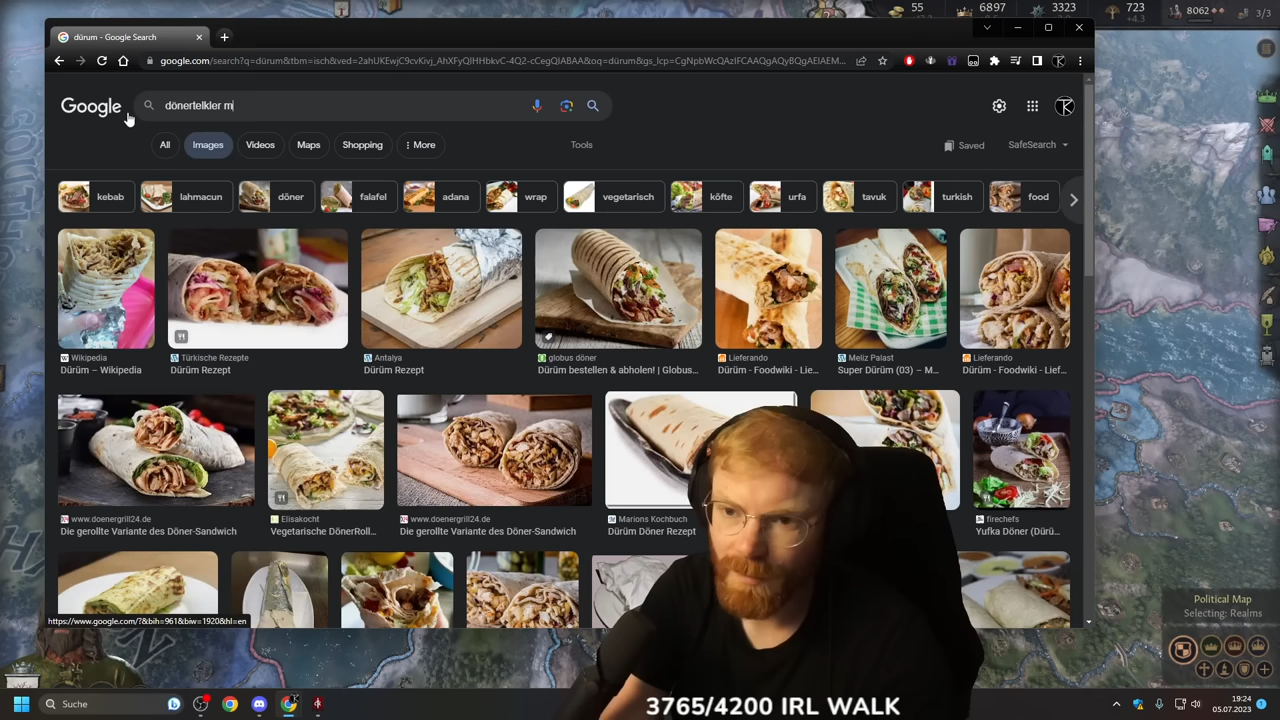 55
6897
3323
723
+4.3
8062
3/3
dürum - Google Search
google.com/search?q=dürum&tbm=isch&ved=2ahUKEwjC9cvKivj_AhXFyQIHHbkvC-4Q2-cCegQIABAA&oq=dürum&gs_lcp=CgNpbWcQAzIFCAAQgAQyBQgAEIAEM...
Google
dönertelkler m
All
Images
Videos
Maps
Shopping
More
Tools
Saved
SafeSearch
kebab
lahmacun
döner
falafel
adana
wrap
vegetarisch
köfte
urfa
tavuk
turkish
food
Wikipedia
Dürüm – Wikipedia
Türkische Rezepte
Dürüm Rezept
Antalya
Dürüm Rezept
globus döner
Dürüm bestellen & abholen! | Globus...
Lieferando
Dürüm - Foodwiki - Lie...
Meliz Palast
Super Dürüm (03) – M...
Lieferando
Dürüm - Foodwiki - Lief...
www.doenergrill24.de
Die gerollte Variante des Döner-Sandwich
Elisakocht
Vegetarische DönerRoll...
www.doenergrill24.de
Die gerollte Variante des Döner-Sandwich
Marions Kochbuch
Dürüm Döner Rezept
firechefs
Yufka Döner (Dürü...
https://www.google.com/?&bih=961&biw=1920&hl=en
Political Map
Selecting: Realms
3765/4200 IRL WALK
Suche
19:24
05.07.2023